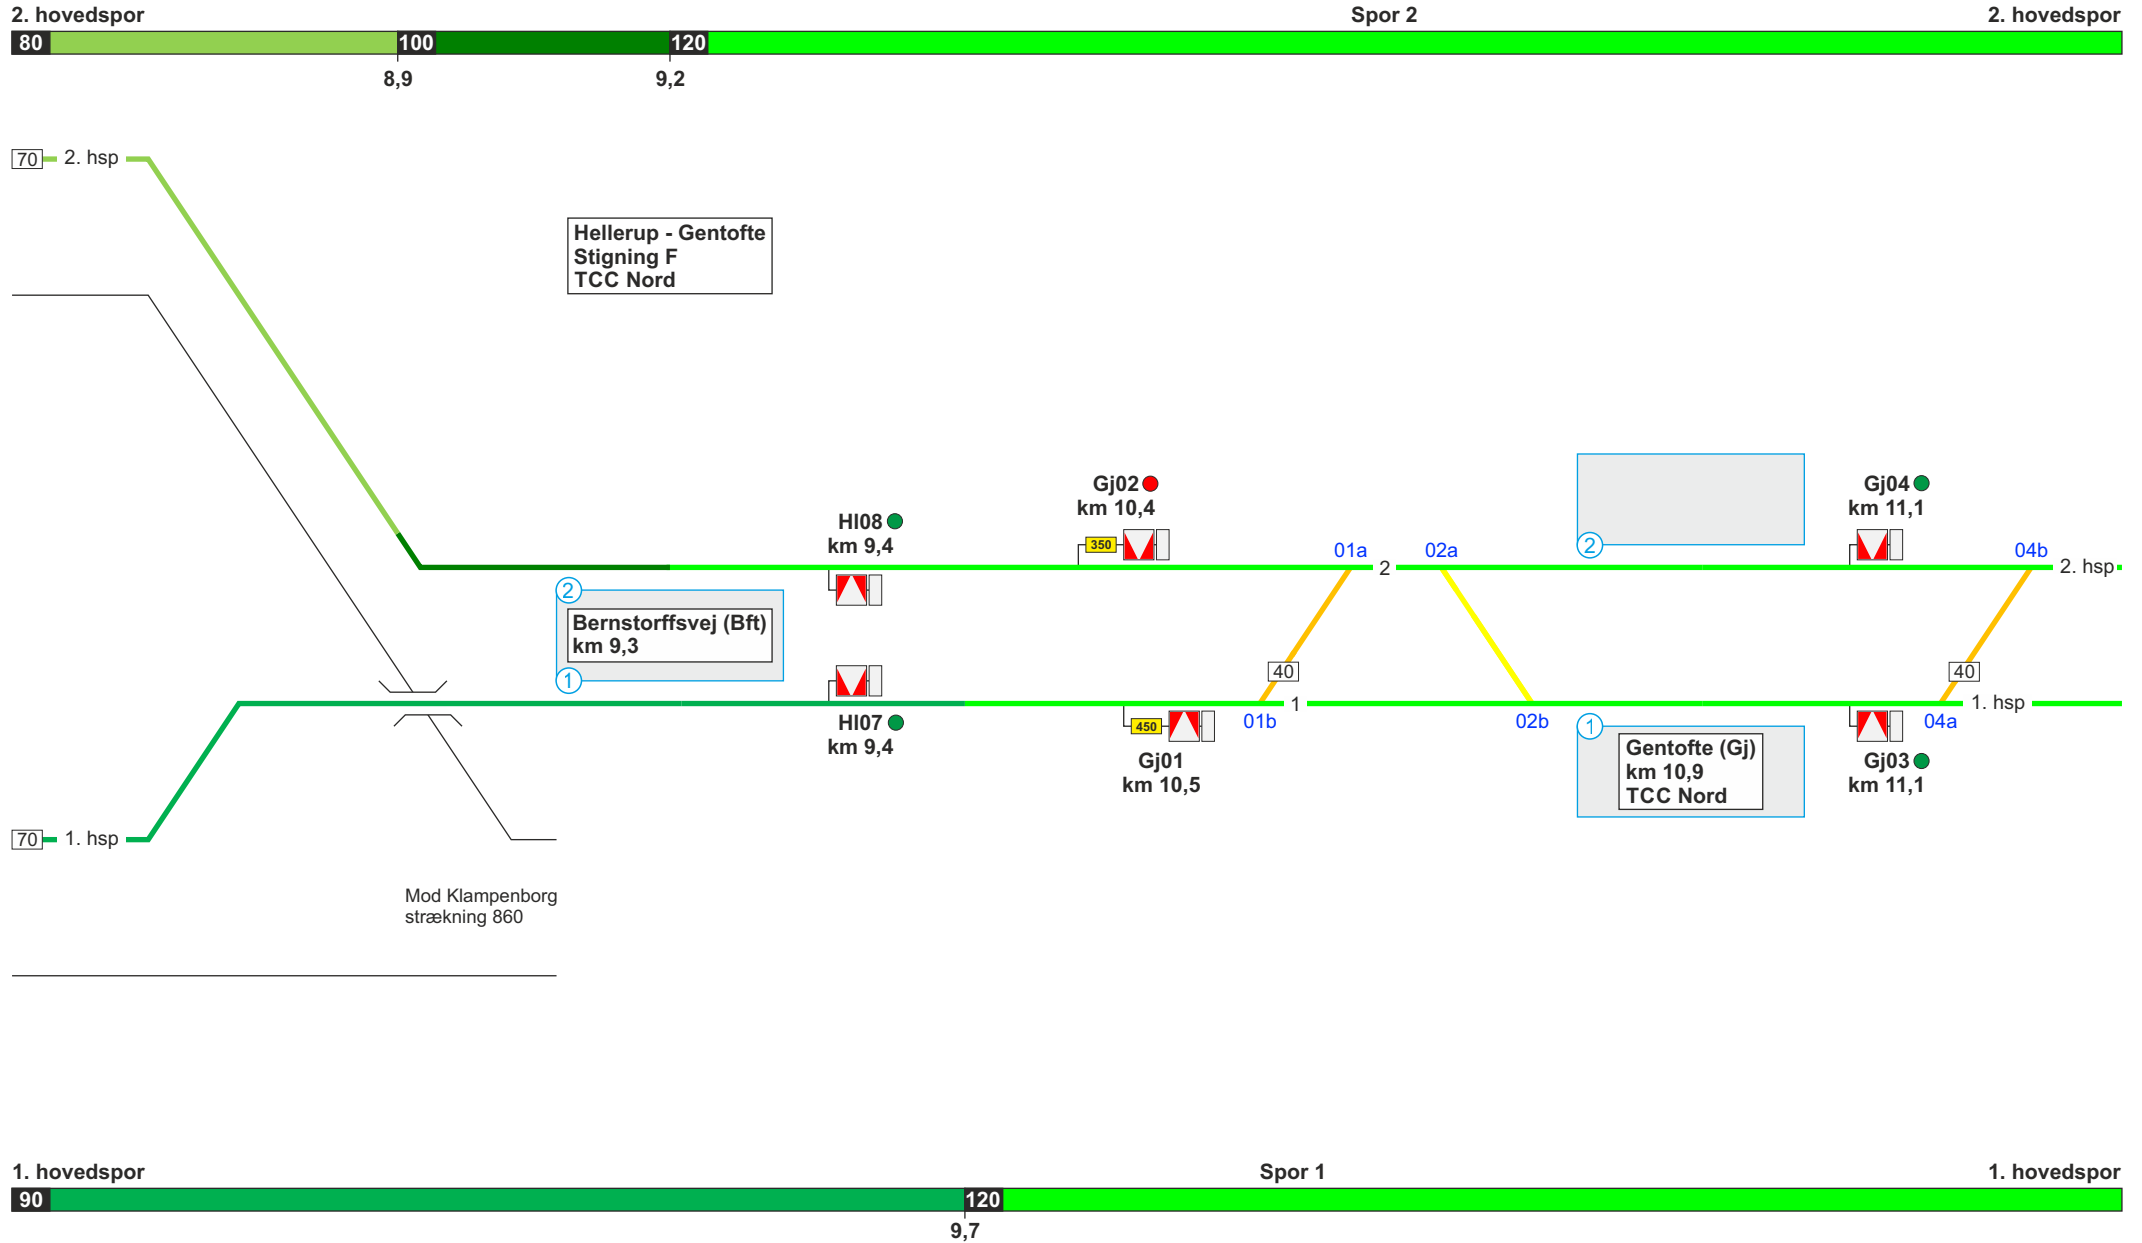 2. hovedspor
Spor 2
2. hovedspor
80
100
120
8,9
9,2
70
2. hsp
Hellerup - Gentofte
Stigning F
TCC Nord
Gj02
km 10,4
350
Hl08
km 9,4
Gj04
km 11,1
01a
02a
2
2
04b
2. hsp
2
Bernstorffsvej (Bft)
km 9,3
1
40
40
Hl07
km 9,4
450
Gj01
km 10,5
01b
1
02b
1
Gentofte (Gj)
km 10,9
TCC Nord
Gj03
km 11,1
04a
1. hsp
70
1. hsp
Mod Klampenborg
strækning 860
1. hovedspor
Spor 1
1. hovedspor
90
120
9,7